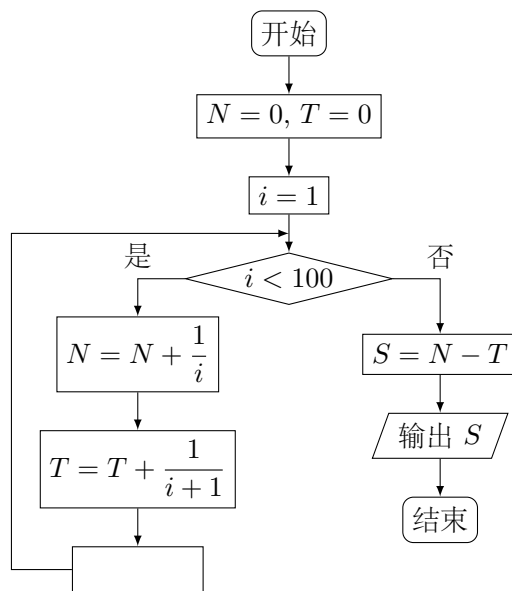 开始
N = 0, T = 0
i = 1
是
i < 100
否
N = N + 1/i
S = N − T
T = T + 1/(i + 1)
输出 S
结束